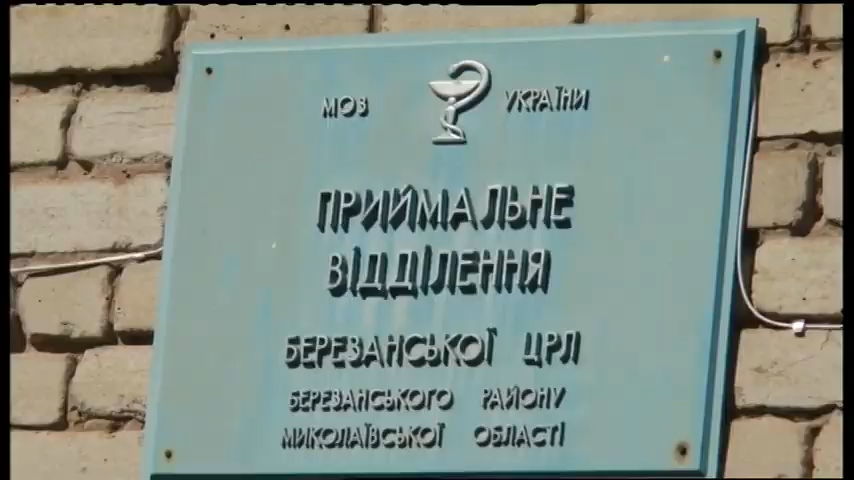 МОЗ УКРАЇНИ
ПРИЙМАЛЬНЕ
ВІДДІЛЕННЯ
БЕРЕЗАНСЬКОЇ ЦРЛ
БЕРЕЗАНСЬКОГО РАЙОНУ
МИКОЛАЇВСЬКОЇ ОБЛАСТІ